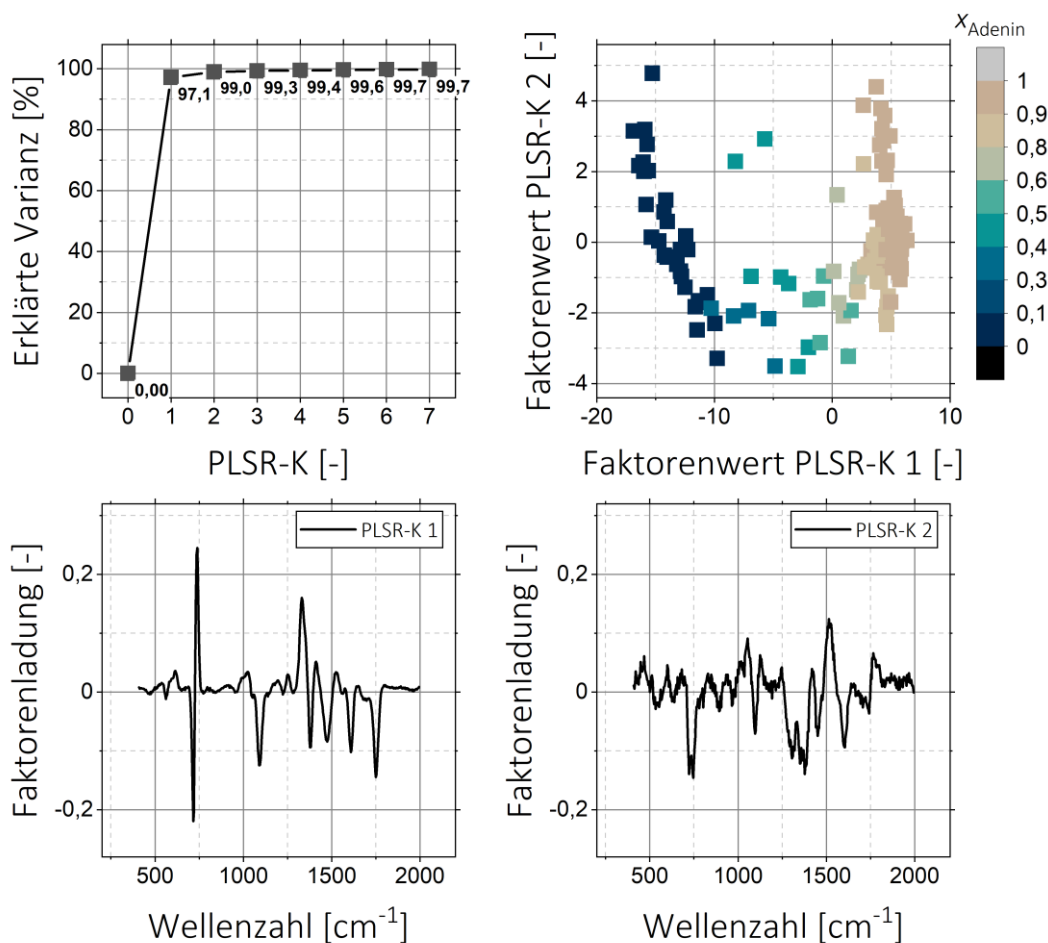 Erklärte Varianz [%]
100
80
60
40
20
0
0,00
97,1
99,0
99,3
99,4
99,6
99,7
99,7
0 1 2 3 4 5 6 7
PLSR-K [-]
Faktorenwert PLSR-K 2 [-]
4
2
0
-2
-4
-20 -10 0 10
Faktorenwert PLSR-K 1 [-]
xAdenin
1
0,9
0,8
0,6
0,5
0,4
0,3
0,1
0
Faktorenladung [-]
0,2
0
-0,2
PLSR-K 1
500 1000 1500 2000
Wellenzahl [cm-1]
Faktorenladung [-]
0,2
0
-0,2
PLSR-K 2
500 1000 1500 2000
Wellenzahl [cm-1]